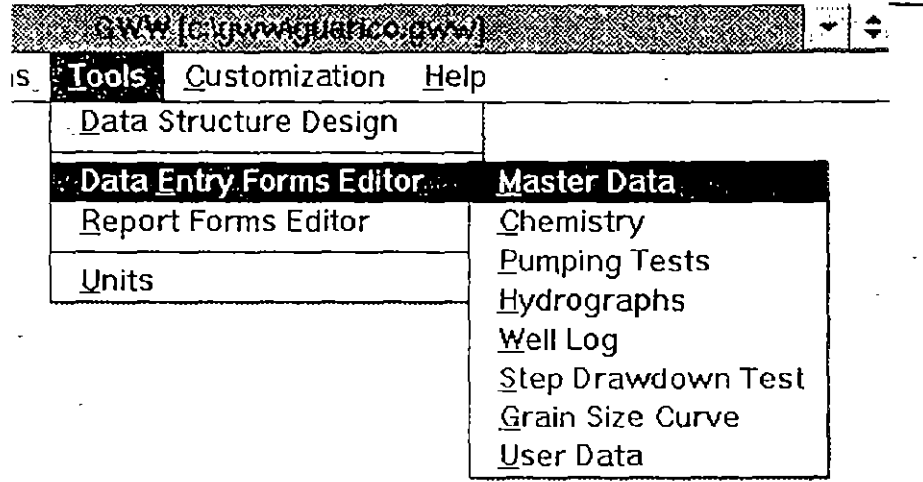 GWW [c:\gww\guarico.gww]
s Tools Customization Help
Data Structure Design
Data Entry Forms Editor
Report Forms Editor
Units
Master Data
Chemistry
Pumping Tests
Hydrographs
Well Log
Step Drawdown Test
Grain Size Curve
User Data